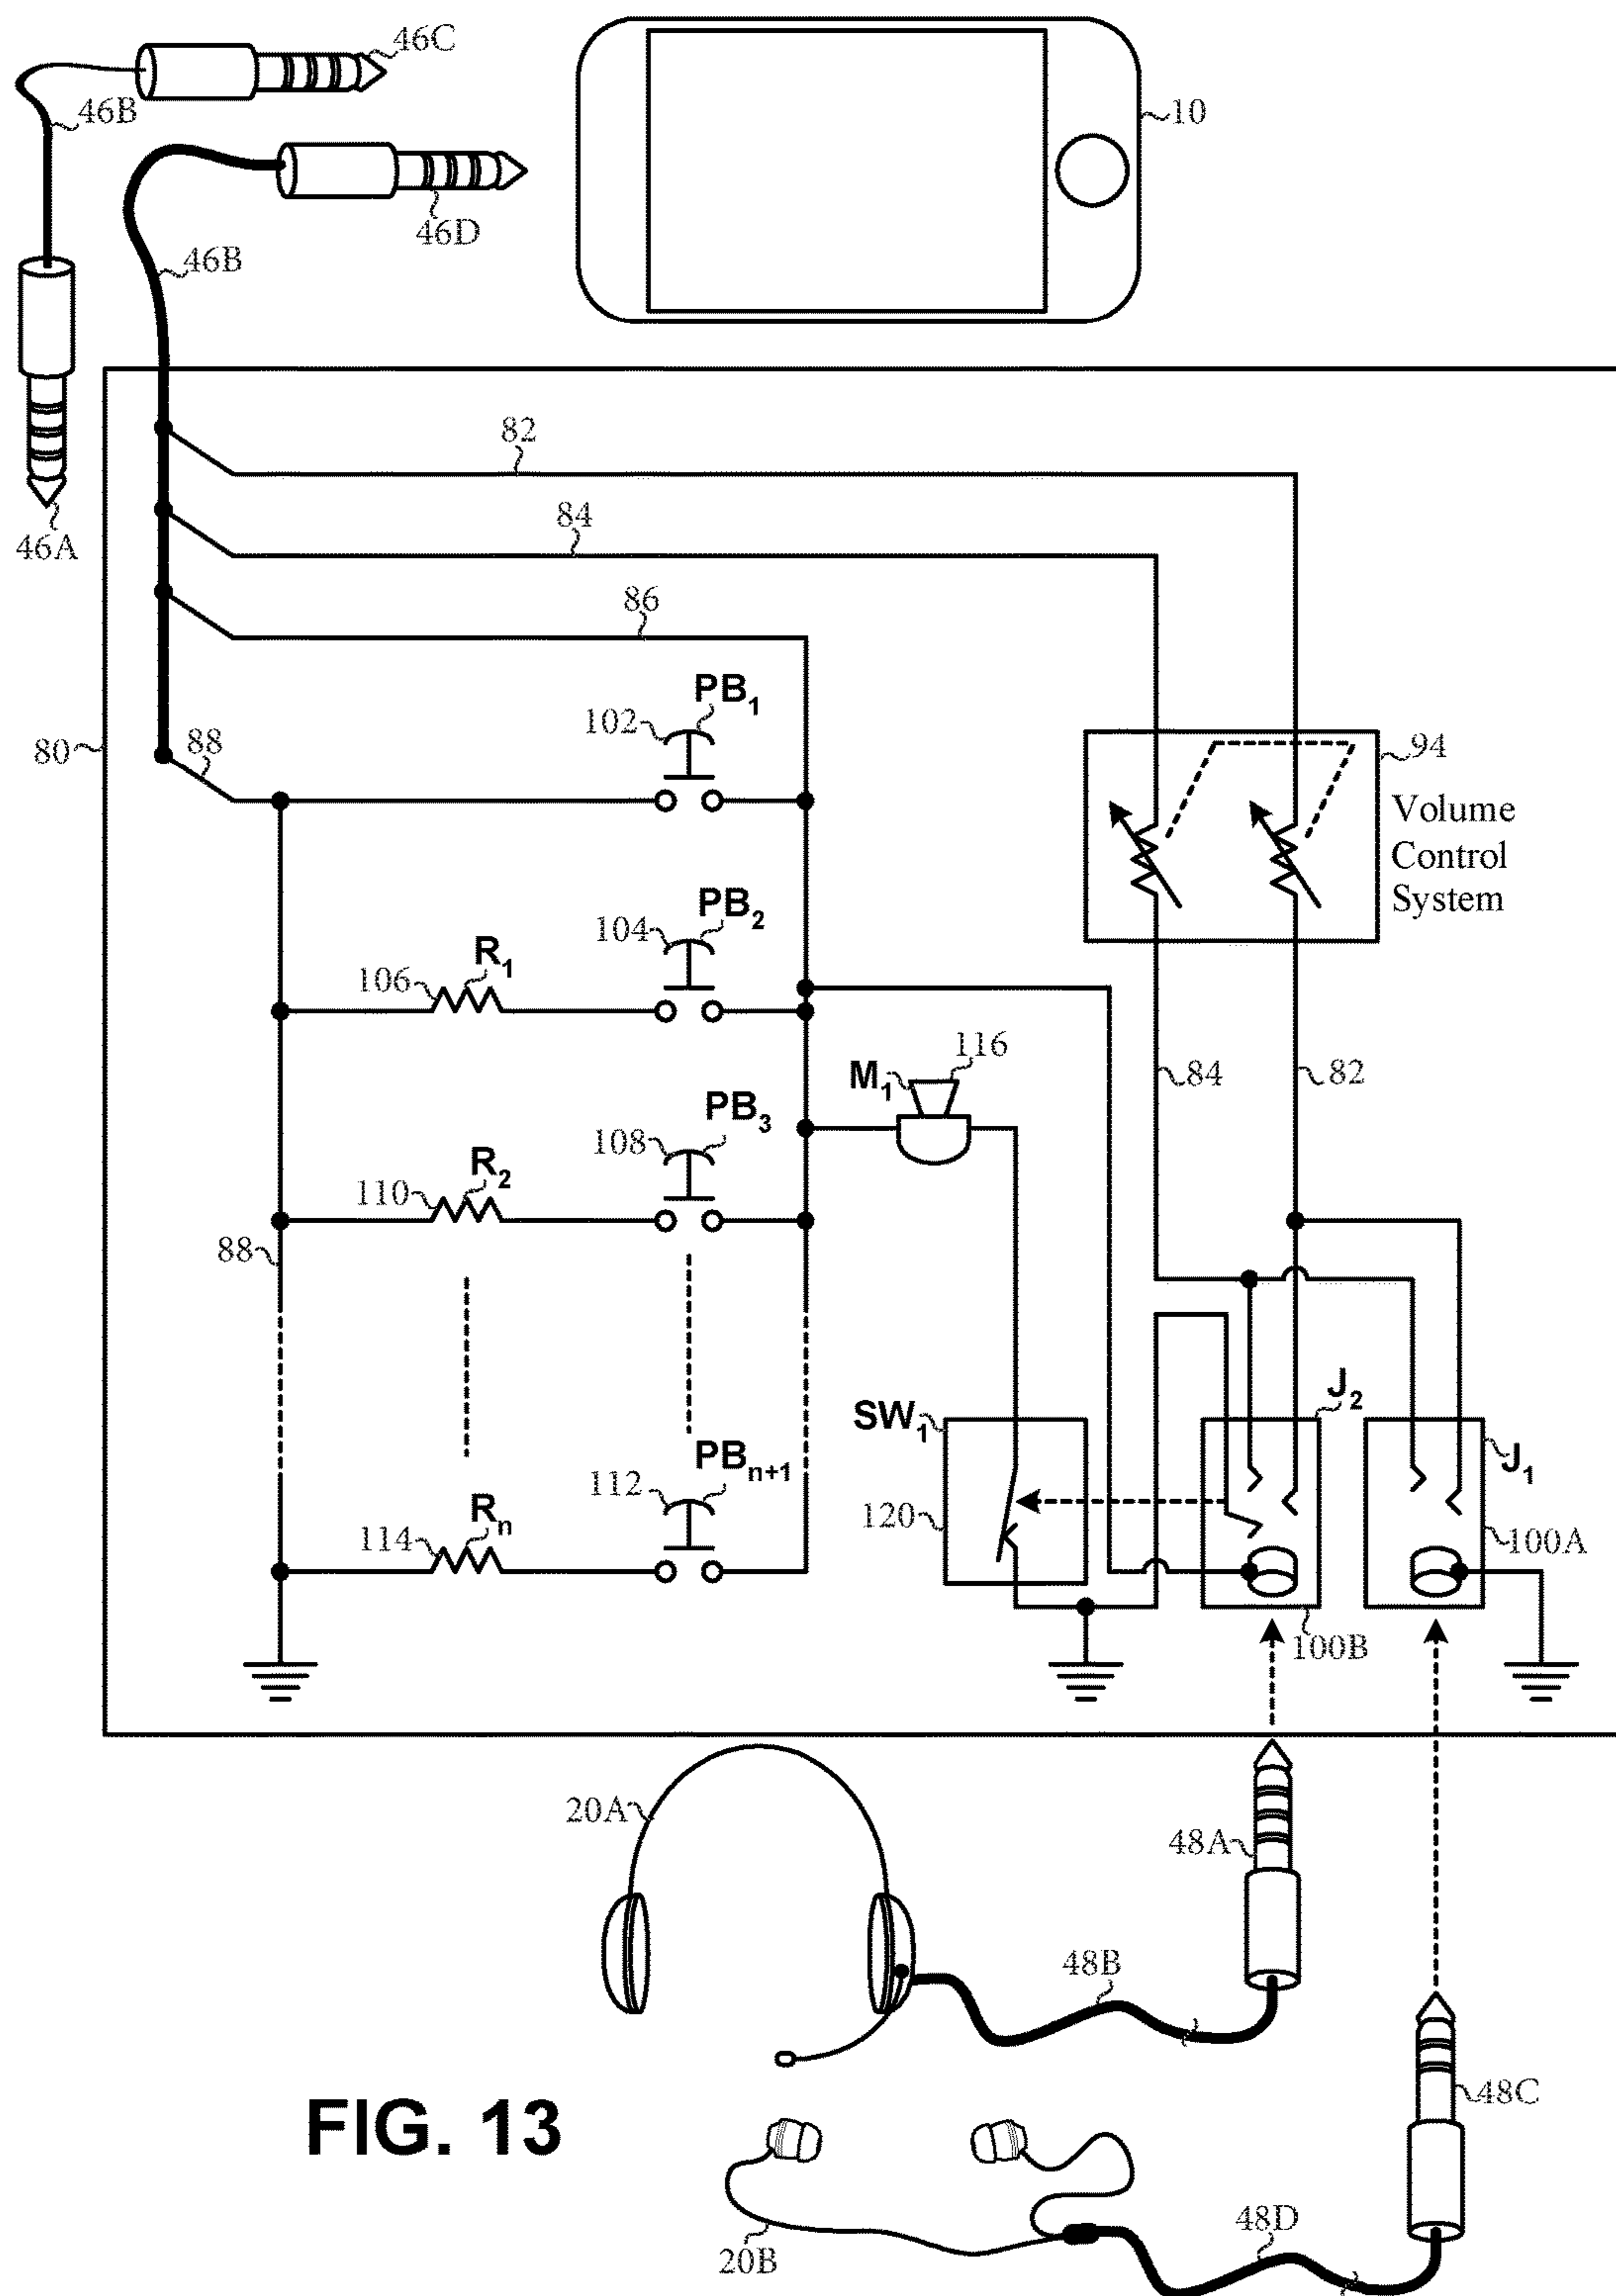 46C
46B
10
46D
46B
46A
82
84
86
PB1
102
80
88
94
Volume
Control
System
PB2
104
R1
106
M1
116
84
82
PB3
108
R2
110
88
J2
SW1
J1
PBn+1
112
Rn
114
120
100A
100B
20A
48A
48B
48C
FIG. 13
48D
20B